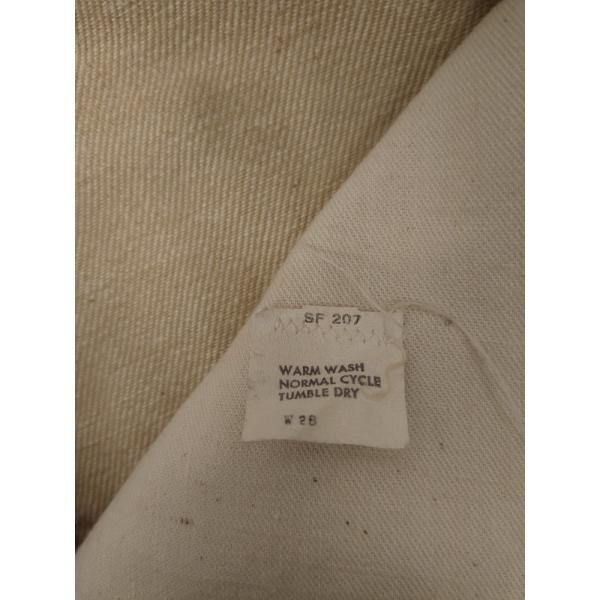 SF 207
WARM WASH
NORMAL CYCLE
TUMBLE DRY
W 28